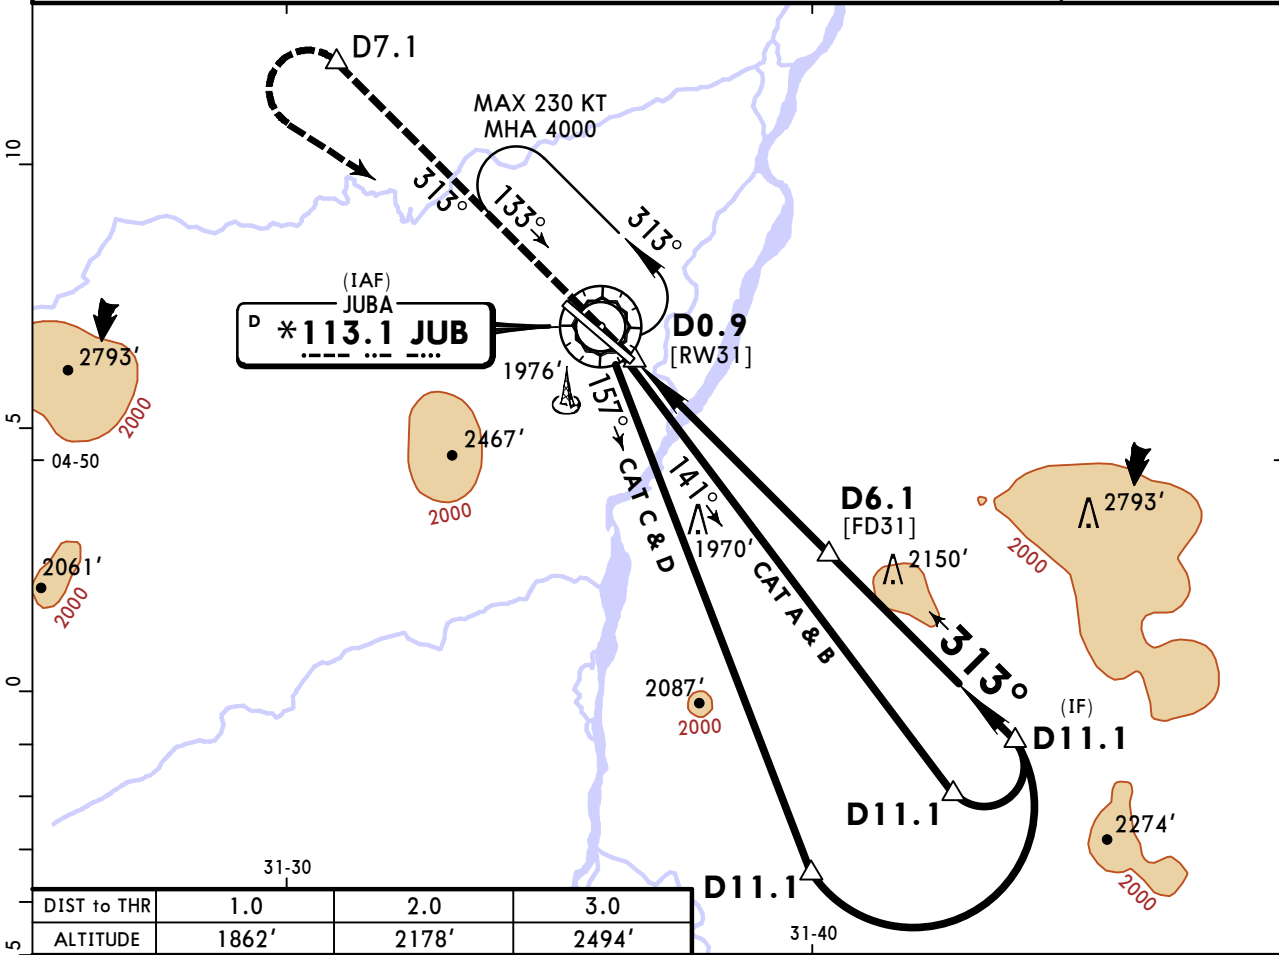 D7.1
MAX 230 KT
MHA 4000
10
313°
133°
313°
(IAF)
JUBA
D *113.1 JUB
D0.9
[RW31]
2793'
2000
1976'
157°
5
2467'
04-50
141°
CAT C & D
D6.1
[FD31]
2793'
2000
2000
1970'
2150'
2061'
2000
CAT A & B
313°
0
2087'
2000
(IF)
D11.1
D11.1
2274'
31-30
D11.1
2000
DIST to THR 1.0 2.0 3.0
ALTITUDE 1862' 2178' 2494'
31-40
5